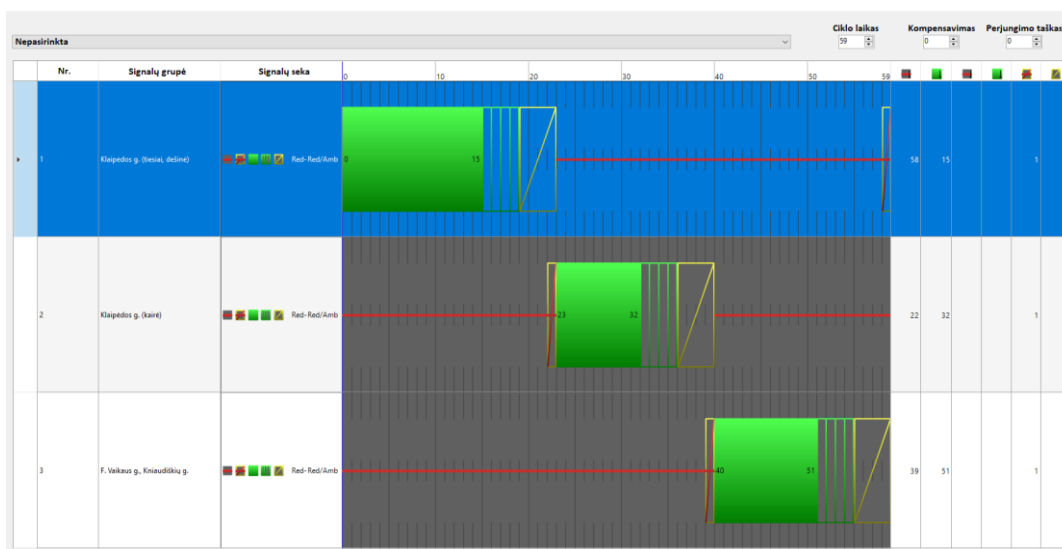 Ciklo laikas Kompensavimas Perjungimo taškas
Nepasirinkta 59 0 0
Nr. Signalų grupė Signalų seka 0 10 20 30 40 50 59
1 Klaipėdos g. (tiesiai, dešinė) Red-Red/Amb 0 15 58 15 1
2 Klaipėdos g. (kairė) Red-Red/Amb 23 32 22 32 1
3 F. Vaikaus g., Kniaudiškių g. Red-Red/Amb 40 51 39 51 1